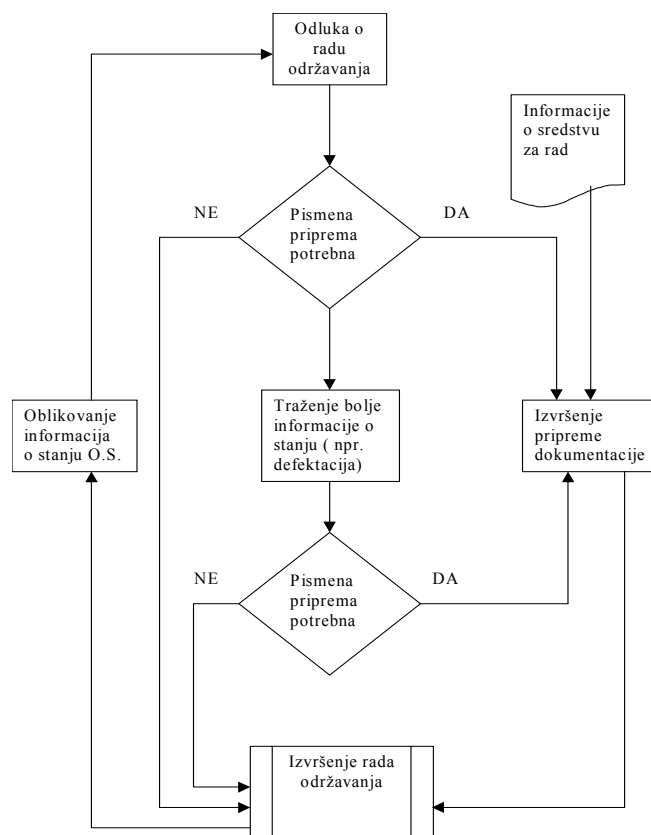 Odluka o
radu
održavanja
Informacije
o sredstvu
za rad
NE
Pismena
priprema
potrebna
DA
Oblikovanje
informacija
o stanju O.S.
Traženje bolje
informacije o
stanju ( npr.
defektacija)
Izvršenje
pripreme
dokumentacije
NE
Pismena
priprema
potrebna
DA
Izvršenje rada
održavanja